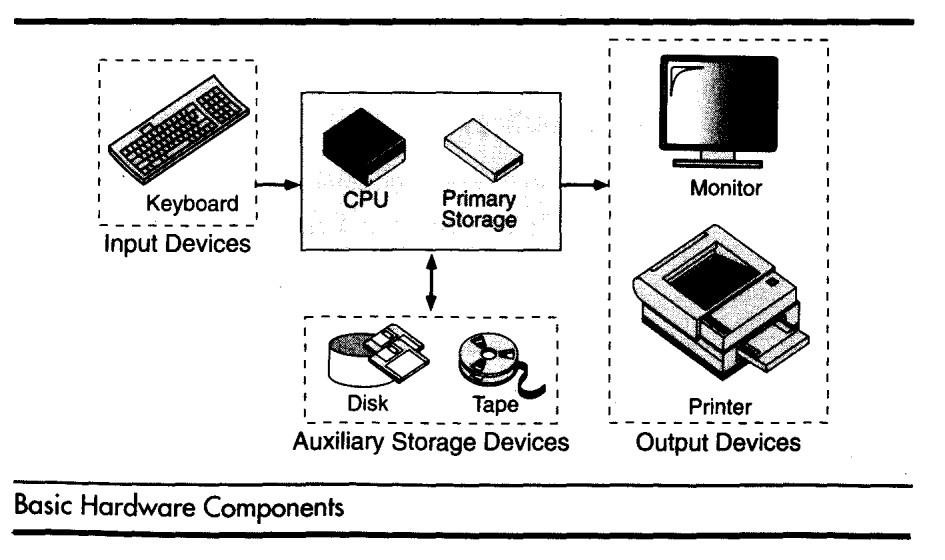 Keyboard
Input Devices
CPU
Primary
Storage
Monitor
Printer
Output Devices
Disk
Tape
Auxiliary Storage Devices
Basic Hardware Components